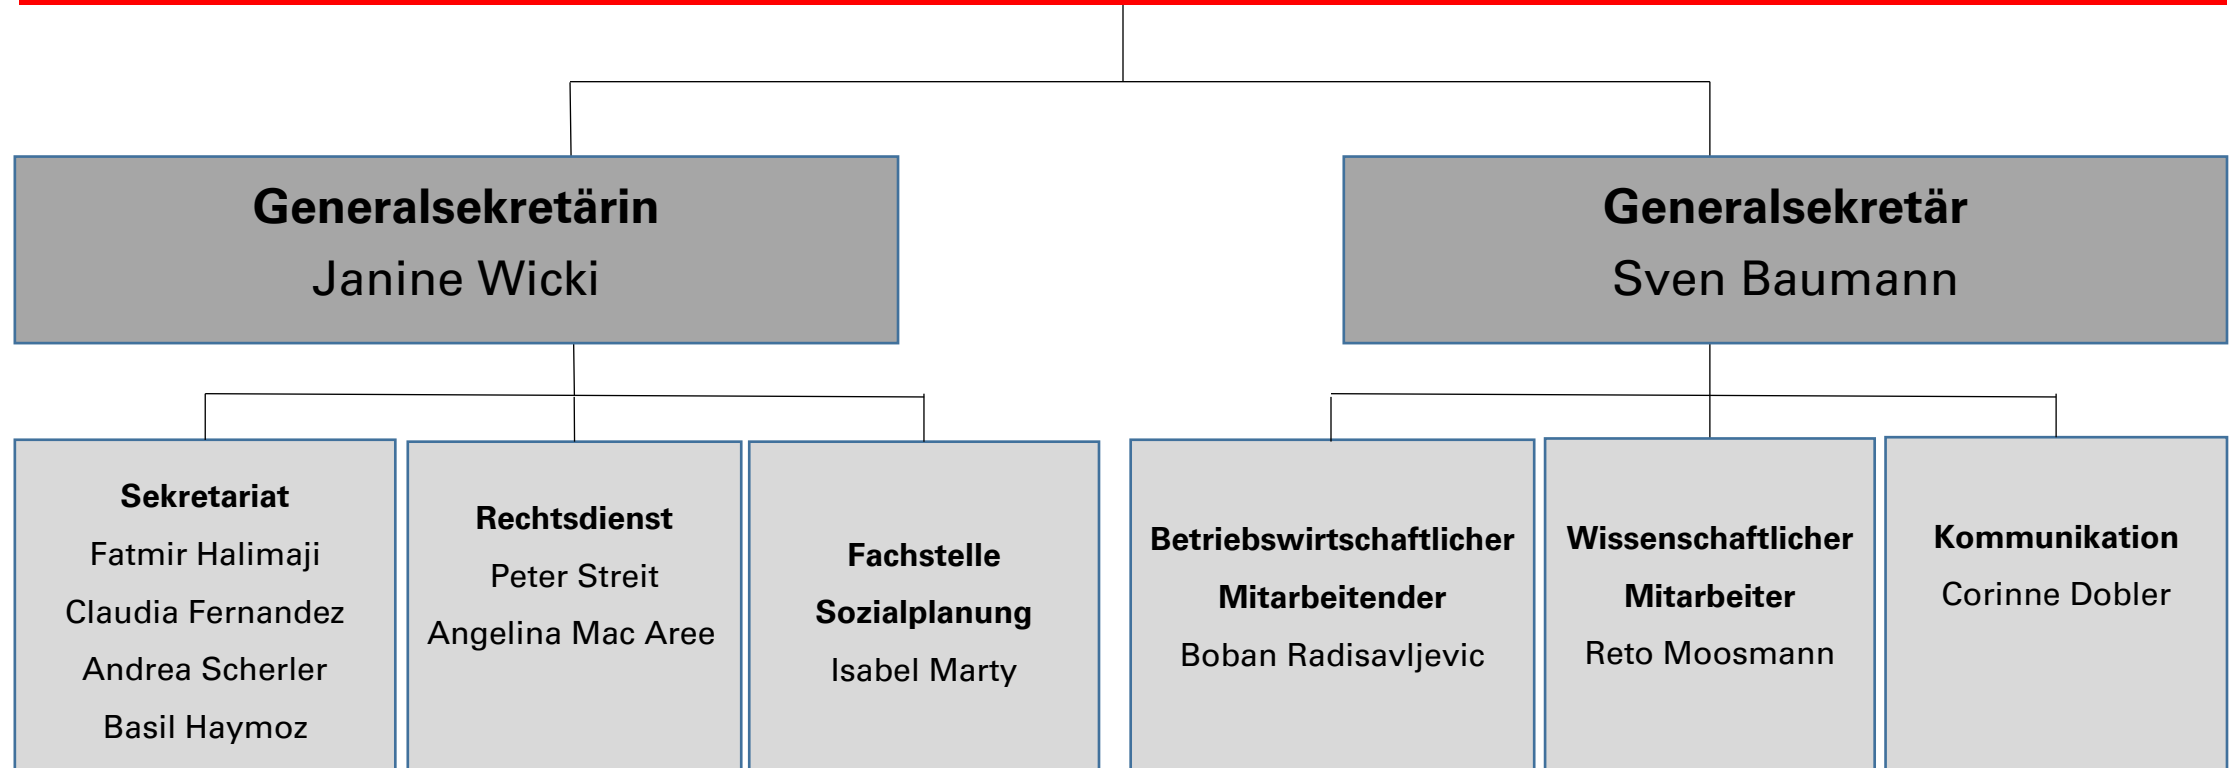 Generalsekretärin
Janine Wicki
Generalsekretär
Sven Baumann
Sekretariat
Fatmir Halimaji
Claudia Fernandez
Andrea Scherler
Basil Haymoz
Rechtsdienst
Peter Streit
Angelina Mac Aree
Fachstelle
Sozialplanung
Isabel Marty
Betriebswirtschaftlicher
Mitarbeitender
Boban Radisavljevic
Wissenschaftlicher
Mitarbeiter
Reto Moosmann
Kommunikation
Corinne Dobler